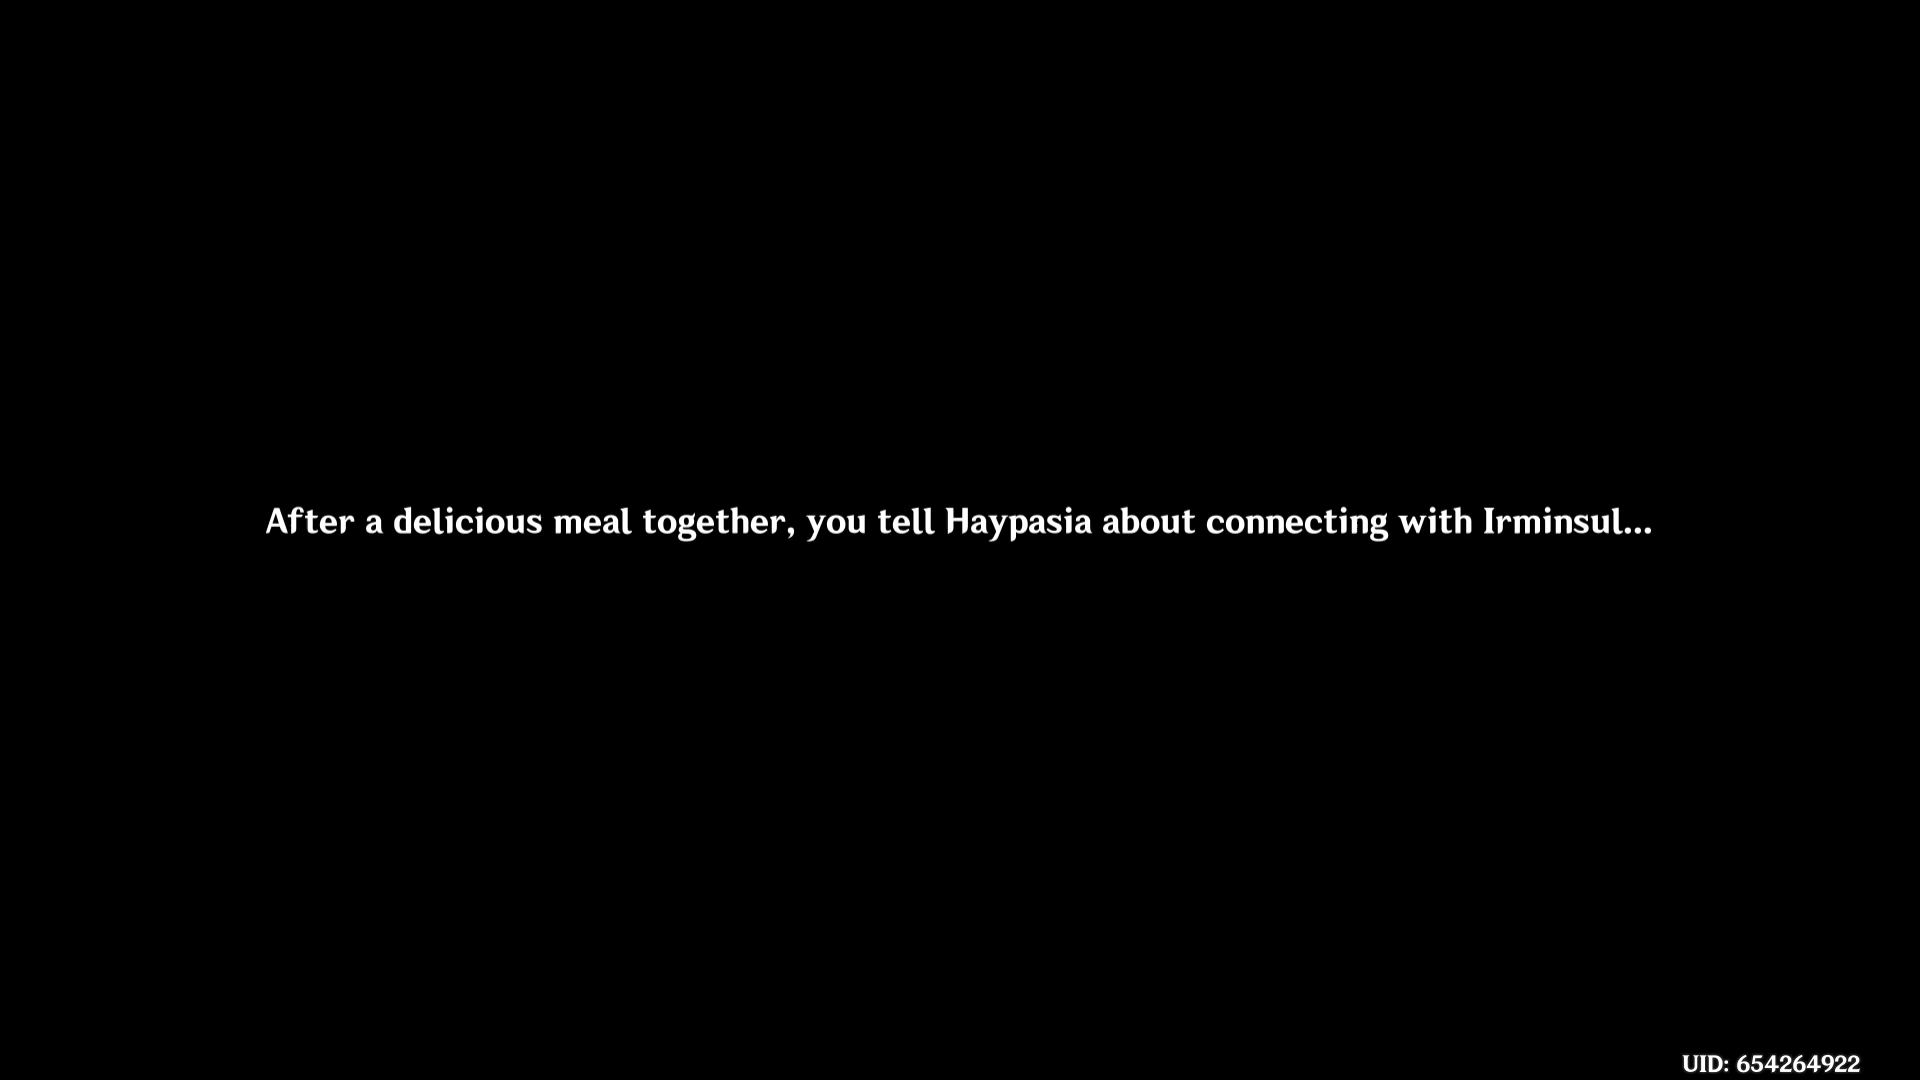 After a delicious meal together, you tell Haypasia about connecting with Irminsul...
UID: 654264922